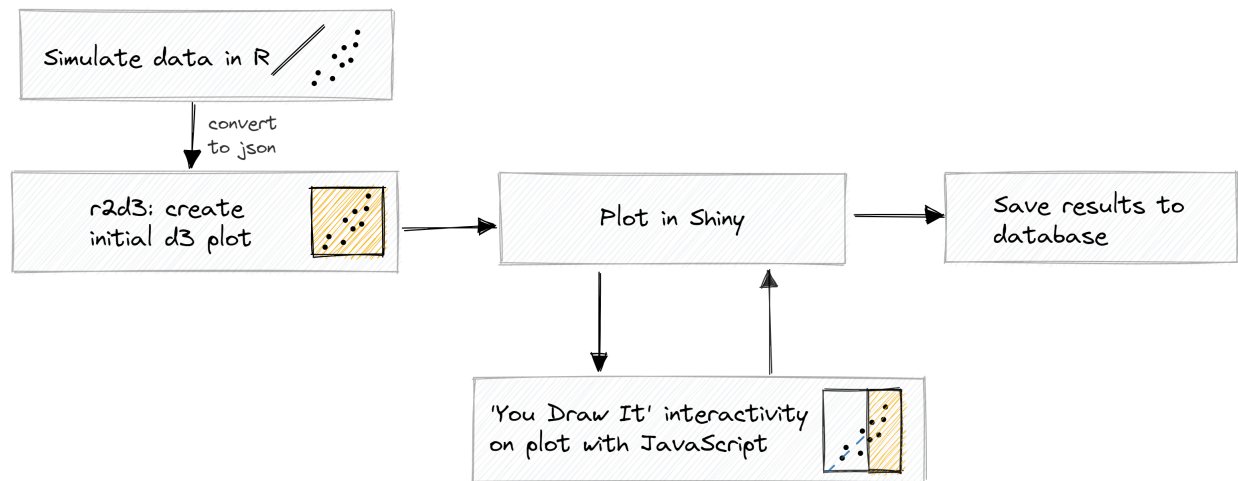 Simulate data in R
convert
to json
r2d3: create
initial d3 plot
Plot in Shiny
Save results to
database
'You Draw It' interactivity
on plot with JavaScript